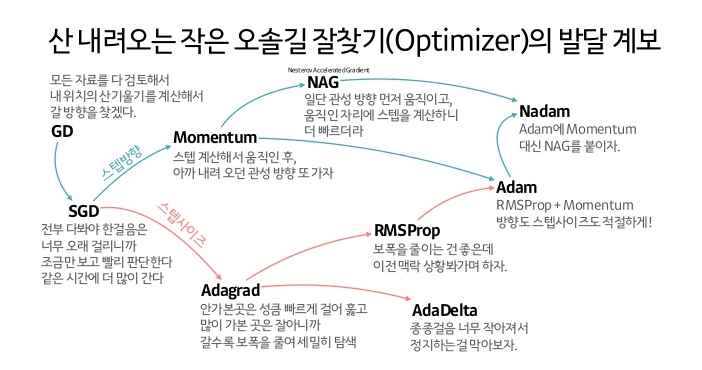 산 내려오는 작은 오솔길 잘찾기(Optimizer)의 발달 계보
모든 자료를 다 검토해서
내 위치의 산기울기를 계산해서
갈 방향을 찾겠다.
GD
스텝방향
SGD
전부 다봐야 한걸음은
너무 오래 걸리니까
조금만 보고 빨리 판단한다
같은 시간에 더 많이 간다
Momentum
스텝 계산해서 움직인 후,
아까 내려 오던 관성 방향 또 가자
Nesterov Accelerated Gradient
NAG
일단 관성 방향 먼저 움직이고,
움직인 자리에 스텝을 계산하니
더 빠르더라
Nadam
Adam에 Momentum
대신 NAG를 붙이자.
Adam
RMSProp + Momentum
방향도 스텝사이즈도 적절하게!
스텝사이즈
RMSProp
보폭을 줄이는 건 좋은데
이전 맥락 상황봐가며 하자.
Adagrad
안가본곳은 성큼 빠르게 걸어 훑고
많이 가본 곳은 잘아니까
갈수록 보폭을 줄여 세밀히 탐색
AdaDelta
종종걸음 너무 작아져서
정지하는걸 막아보자.